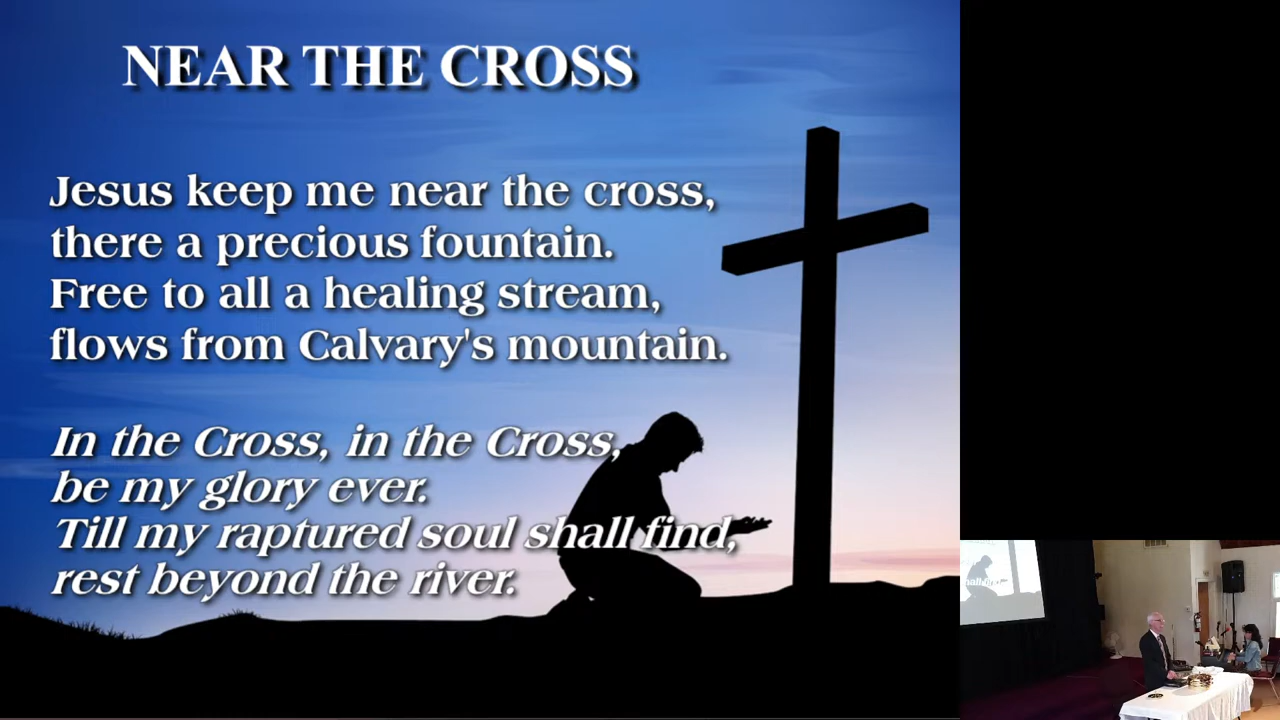 NEAR THE CROSS
Jesus keep me near the cross,
there a precious fountain.
Free to all a healing stream,
flows from Calvary's mountain.
In the Cross, in the Cross,
be my glory ever.
Till my raptured soul shall find,
rest beyond the river.